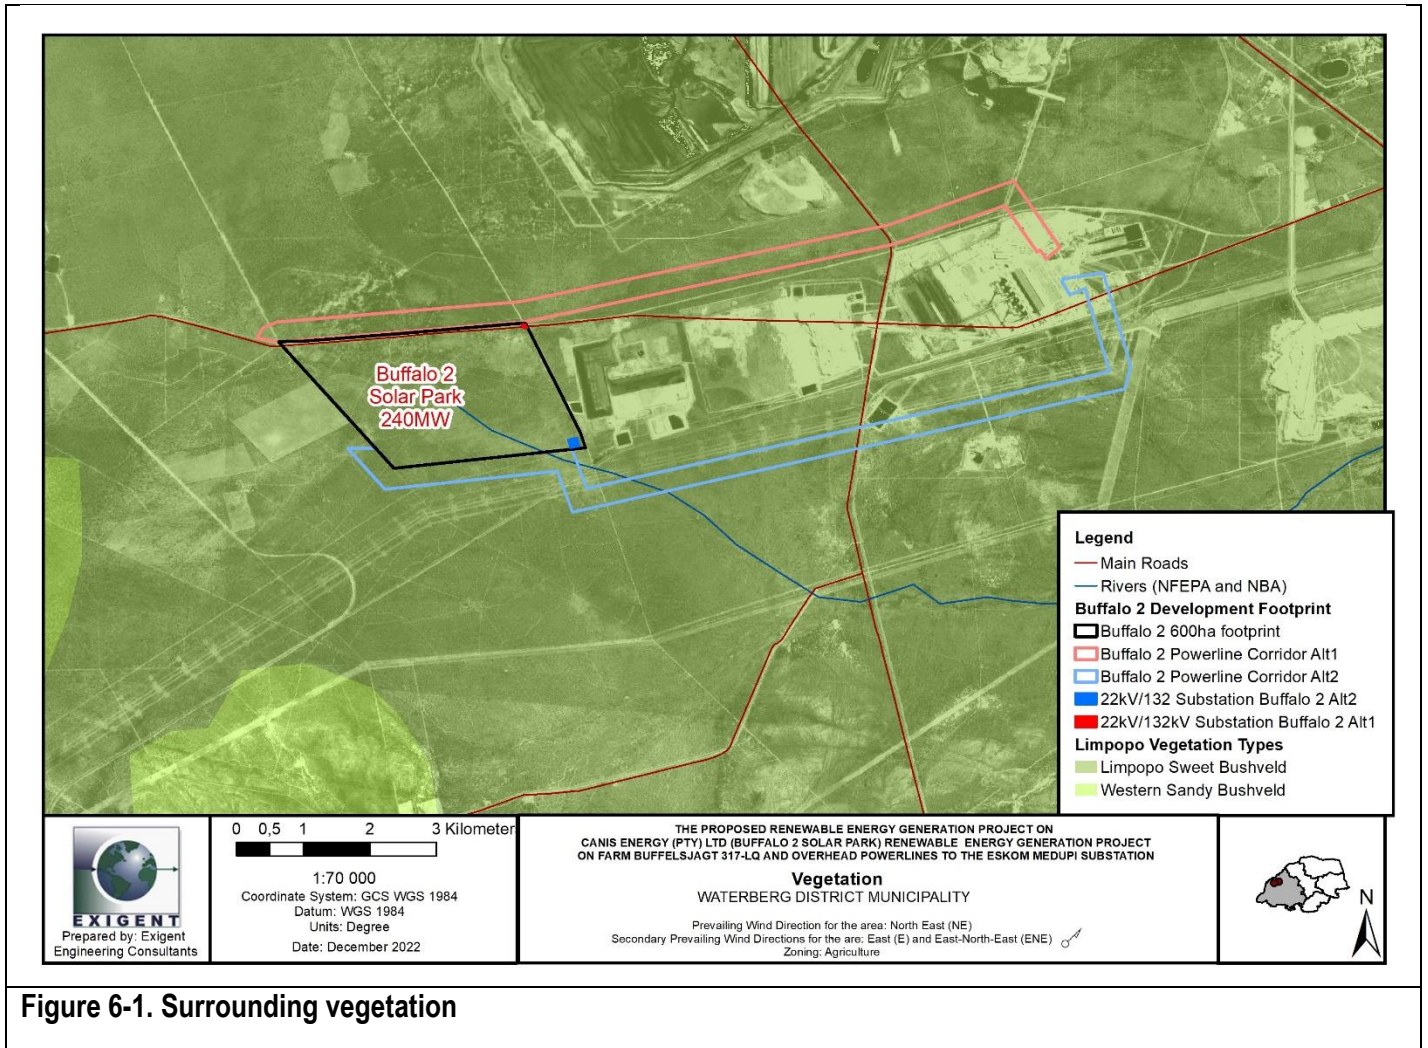 Buffalo 2
Solar Park
240MW
Legend
Main Roads
Rivers (NFEPA and NBA)
Buffalo 2 Development Footprint
Buffalo 2 600ha footprint
Buffalo 2 Powerline Corridor Alt1
Buffalo 2 Powerline Corridor Alt2
22kV/132 Substation Buffalo 2 Alt2
22kV/132kV Substation Buffalo 2 Alt1
Limpopo Vegetation Types
Limpopo Sweet Bushveld
Western Sandy Bushveld
EXIGENT
Prepared by: Exigent
Engineering Consultants
0 0,5 1 2 3 Kilometer
1:70 000
Coordinate System: GCS WGS 1984
Datum: WGS 1984
Units: Degree
Date: December 2022
THE PROPOSED RENEWABLE ENERGY GENERATION PROJECT ON
CANIS ENERGY (PTY) LTD (BUFFALO 2 SOLAR PARK) RENEWABLE ENERGY GENERATION PROJECT
ON FARM BUFFELSJAGT 317-LQ AND OVERHEAD POWERLINES TO THE ESKOM MEDUPI SUBSTATION
Vegetation
WATERBERG DISTRICT MUNICIPALITY
Prevailing Wind Direction for the area: North East (NE)
Secondary Prevailing Wind Directions for the are: East (E) and East-North-East (ENE)
Zoning: Agriculture
N
Figure 6-1. Surrounding vegetation